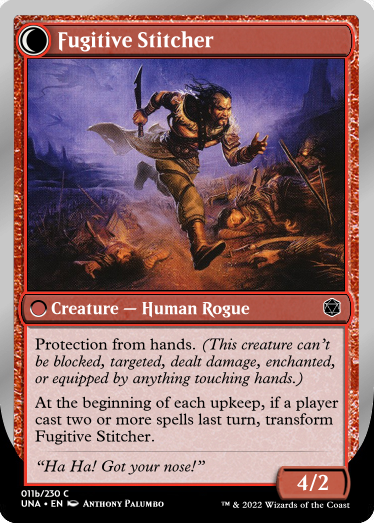 Fugitive Stitcher
Creature — Human Rogue
Protection from hands. (This creature can't
be blocked, targeted, dealt damage, enchanted,
or equipped by anything touching hands.)
At the beginning of each upkeep, if a player
cast two or more spells last turn, transform
Fugitive Stitcher.
“Ha Ha! Got your nose!”
4/2
011b/230 C
UNA • EN Anthony Palumbo
™ & 2022 Wizards of the Coast